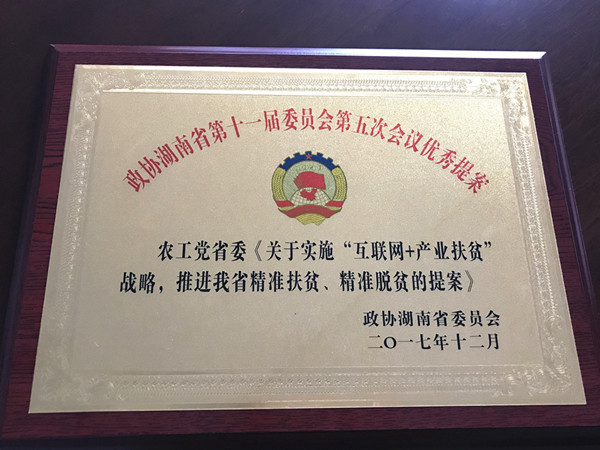 政协湖南省第十一届委员会第五次会议优秀提案
农工党省委《关于实施“互联网+产业扶贫”
战略，推进我省精准扶贫、精准脱贫的提案》
政协湖南省委员会
二〇一七年十二月